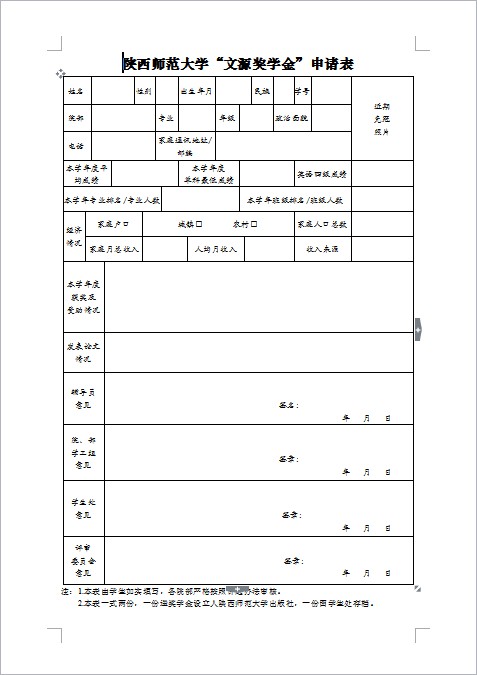 陕西师范大学“文源奖学金”申请表
姓名 性别 出生年月 民族 学号
近期
免冠
照片
院部 专业 年级 政治面貌
电话 家庭通讯地址/
邮编
本学年度平
均成绩 本学年度
单科最低成绩 英语四级成绩
本学年专业排名/专业人数 本学年班级排名/班级人数
经济
情况
家庭户口 城镇□ 农村□ 家庭人口总数
家庭月总收入 人均月收入 收入来源
本学年度
获奖及
受助情况
发表论文
情况
辅导员
意见
签名：
年 月 日
院、部
学工组
意见
签章：
年 月 日
学生处
意见
签章：
年 月 日
评审
委员会
意见
签章：
年 月 日
注：1.本表由学生如实填写，各院部严格按照评选办法审核。
2.本表一式两份，一份送奖学金设立人陕西师范大学出版社，一份留学生处存档。